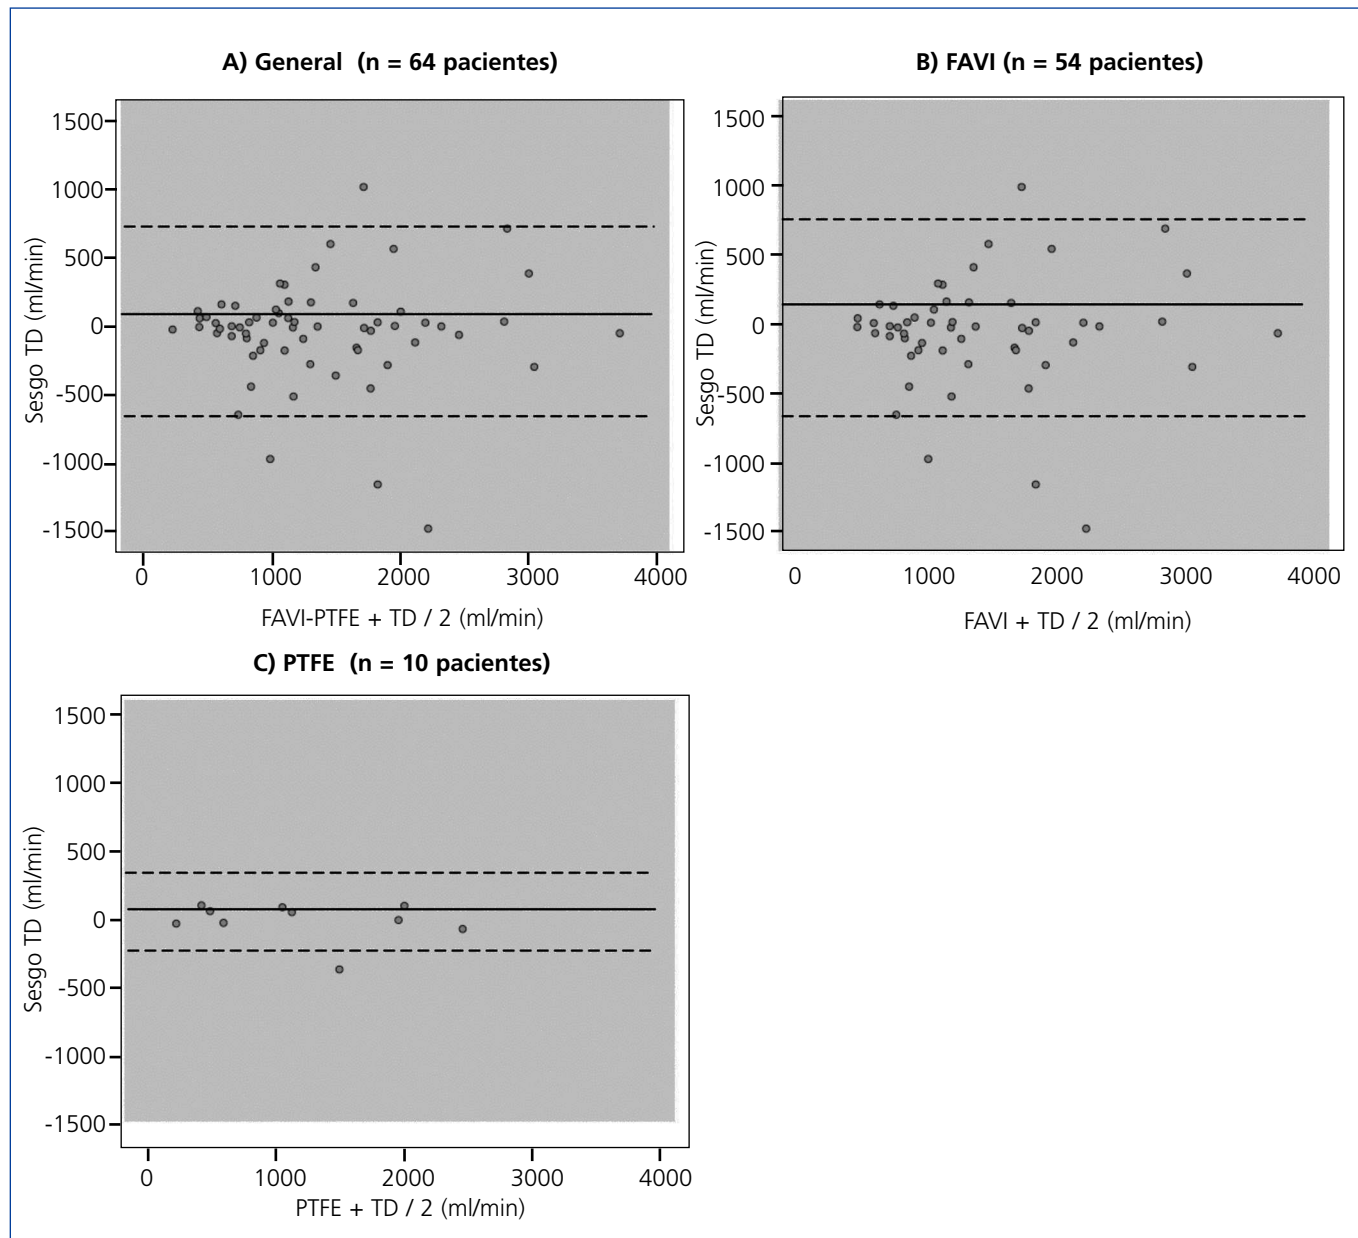 A) General (n = 64 pacientes)
1500
1000
500
0
-500
-1000
-1500
Sesgo TD (ml/min)
0 1000 2000 3000 4000
FAVI-PTFE + TD / 2 (ml/min)
B) FAVI (n = 54 pacientes)
1500
1000
500
0
-500
-1000
-1500
Sesgo TD (ml/min)
0 1000 2000 3000 4000
FAVI + TD / 2 (ml/min)
C) PTFE (n = 10 pacientes)
1500
1000
500
0
-500
-1000
-1500
Sesgo TD (ml/min)
0 1000 2000 3000 4000
PTFE + TD / 2 (ml/min)